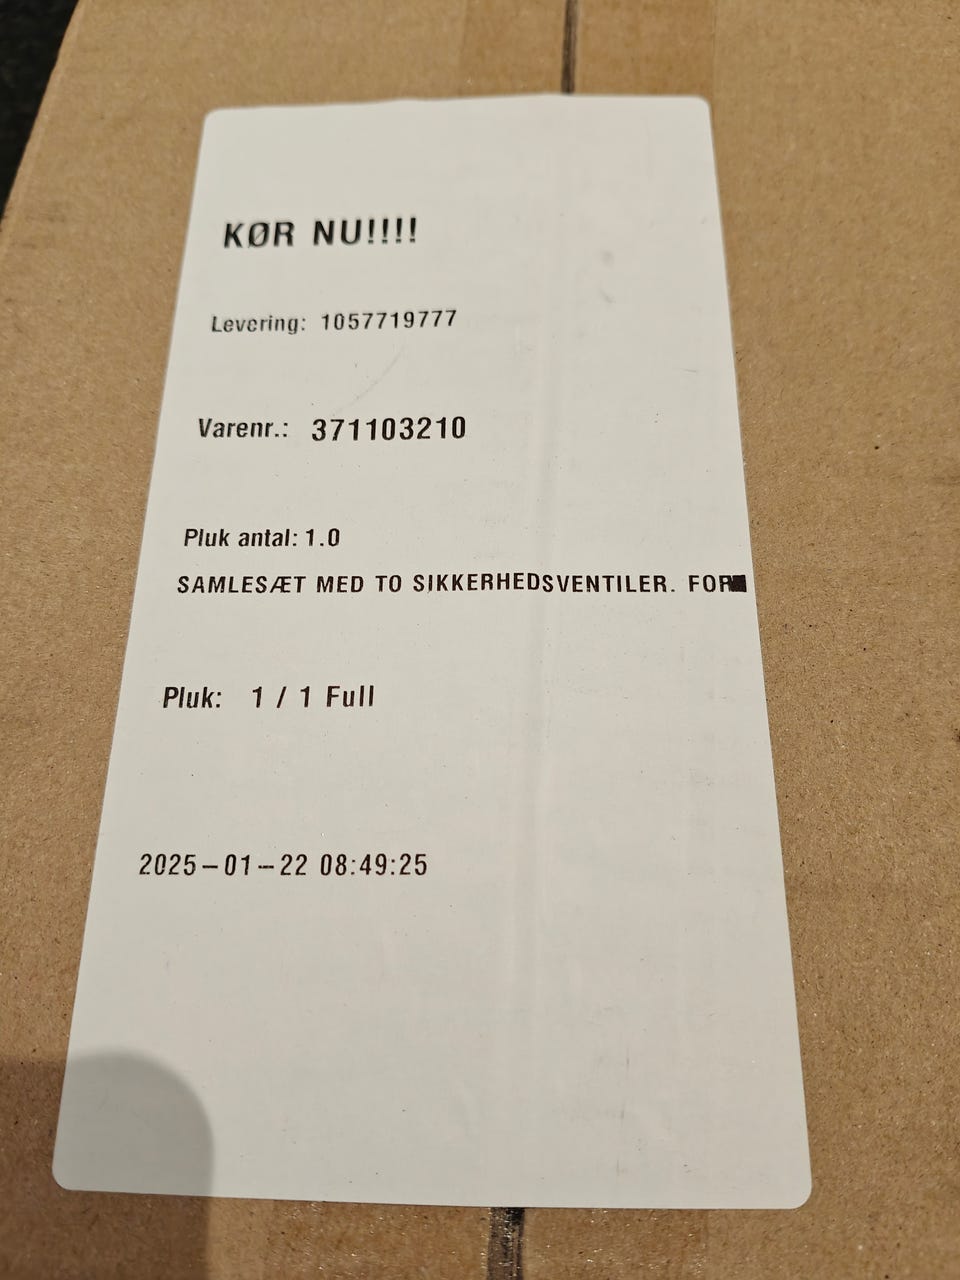 KØR NU!!!!
Levering: 1057719777
Varenr.: 371103210
Pluk antal: 1.0
SAMLESÆT MED TO SIKKERHEDSVENTILER. FOR
Pluk: 1 / 1 Full
2025-01-22 08:49:25